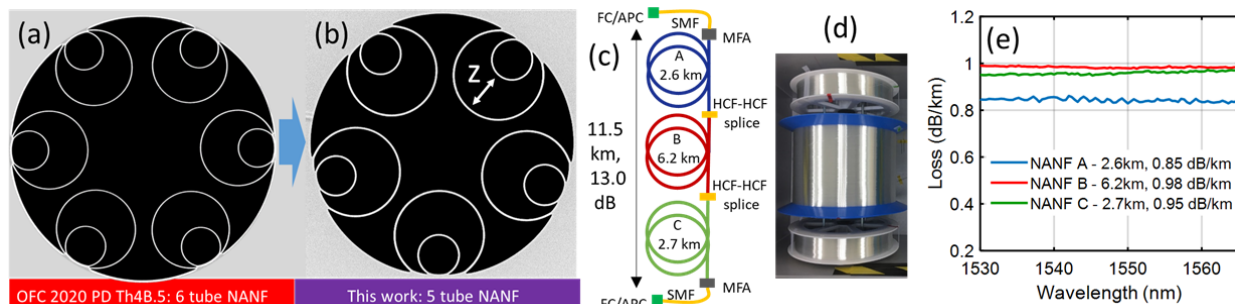 (a)
OFC 2020 PD Th4B.5: 6 tube NANF
(b)
Z
This work: 5 tube NANF
(c)
FC/APC
SMF
MFA
A
2.6 km
HCF-HCF
splice
B
6.2 km
11.5
km,
13.0
dB
HCF-HCF
splice
C
2.7 km
MFA
SMF
FC/APC
(d)
(e)
Loss (dB/km)
1.2
1
0.8
0.6
0.4
0.2
NANF A - 2.6km, 0.85 dB/km
NANF B - 6.2km, 0.98 dB/km
NANF C - 2.7km, 0.95 dB/km
1530 1540 1550 1560
Wavelength (nm)